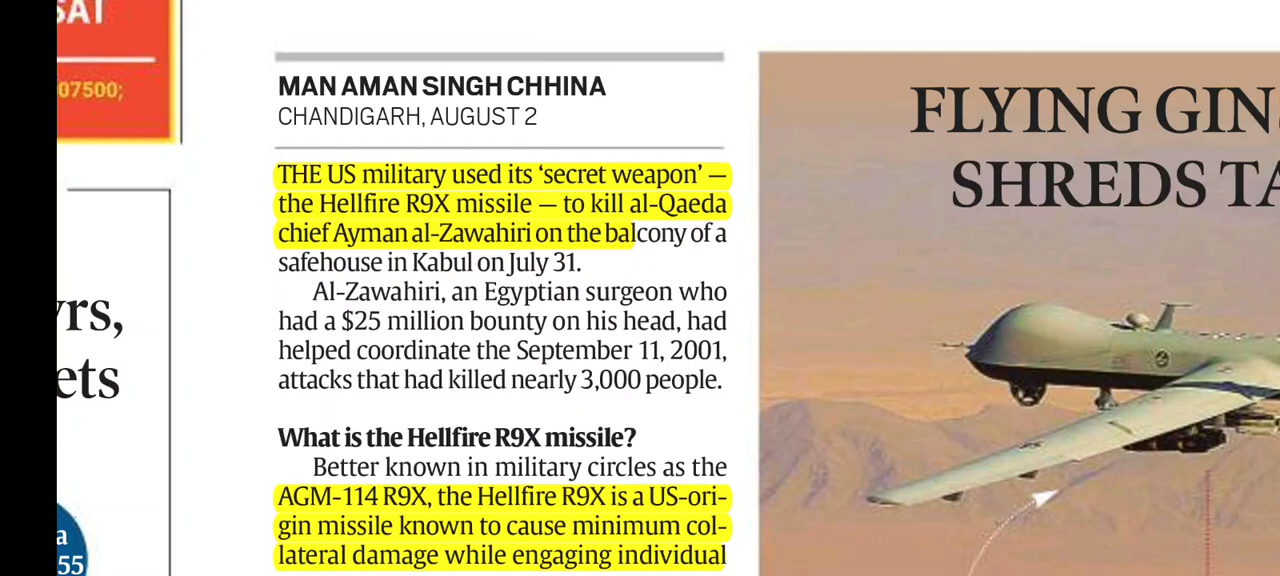 SAT
07500;
yrs,
ets
a
55
MAN AMAN SINGH CHHINA
CHANDIGARH, AUGUST 2
THE US military used its ‘secret weapon’ —
the Hellfire R9X missile — to kill al-Qaeda
chief Ayman al-Zawahiri on the balcony of a
safehouse in Kabul on July 31.
Al-Zawahiri, an Egyptian surgeon who
had a $25 million bounty on his head, had
helped coordinate the September 11, 2001,
attacks that had killed nearly 3,000 people.
What is the Hellfire R9X missile?
Better known in military circles as the
AGM-114 R9X, the Hellfire R9X is a US-ori-
gin missile known to cause minimum col-
lateral damage while engaging individual
FLYING GINS
SHREDS TA